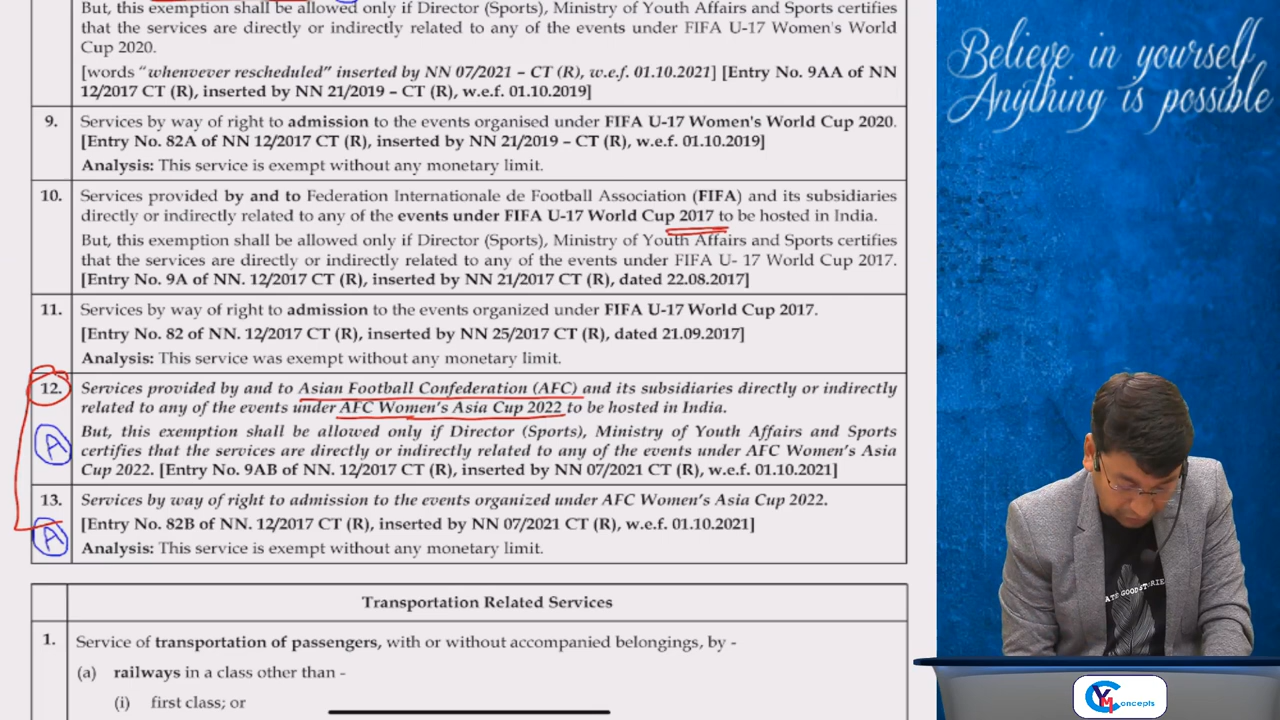 But, this exemption shall be allowed only if Director (Sports), Ministry of Youth Affairs and Sports certifies
that the services are directly or indirectly related to any of the events under FIFA U-17 Women's World
Cup 2020.
[words “whenever rescheduled” inserted by NN 07/2021 – CT (R), w.e.f. 01.10.2021] [Entry No. 9AA of NN
12/2017 CT (R), inserted by NN 21/2019 – CT (R), w.e.f. 01.10.2019]
9. Services by way of right to admission to the events organised under FIFA U-17 Women's World Cup 2020.
[Entry No. 82A of NN 12/2017 CT (R), inserted by NN 21/2019 – CT (R), w.e.f. 01.10.2019]
Analysis: This service is exempt without any monetary limit.
10. Services provided by and to Federation Internationale de Football Association (FIFA) and its subsidiaries
directly or indirectly related to any of the events under FIFA U-17 World Cup 2017 to be hosted in India.
But, this exemption shall be allowed only if Director (Sports), Ministry of Youth Affairs and Sports certifies
that the services are directly or indirectly related to any of the events under FIFA U- 17 World Cup 2017.
[Entry No. 9A of NN. 12/2017 CT (R), inserted by NN 21/2017 CT (R), dated 22.08.2017]
11. Services by way of right to admission to the events organized under FIFA U-17 World Cup 2017.
[Entry No. 82 of NN. 12/2017 CT (R), inserted by NN 25/2017 CT (R), dated 21.09.2017]
Analysis: This service was exempt without any monetary limit.
12. Services provided by and to Asian Football Confederation (AFC) and its subsidiaries directly or indirectly
related to any of the events under AFC Women's Asia Cup 2022 to be hosted in India.
A But, this exemption shall be allowed only if Director (Sports), Ministry of Youth Affairs and Sports
certifies that the services are directly or indirectly related to any of the events under AFC Women's Asia
Cup 2022. [Entry No. 9AB of NN. 12/2017 CT (R), inserted by NN 07/2021 CT (R), w.e.f. 01.10.2021]
13. Services by way of right to admission to the events organized under AFC Women's Asia Cup 2022.
[Entry No. 82B of NN. 12/2017 CT (R), inserted by NN 07/2021 CT (R), w.e.f. 01.10.2021]
A Analysis: This service is exempt without any monetary limit.
Transportation Related Services
1. Service of transportation of passengers, with or without accompanied belongings, by -
(a) railways in a class other than -
(i) first class; or
Believe in yourself
Anything is possible
GOOD STORIE
YM Concepts